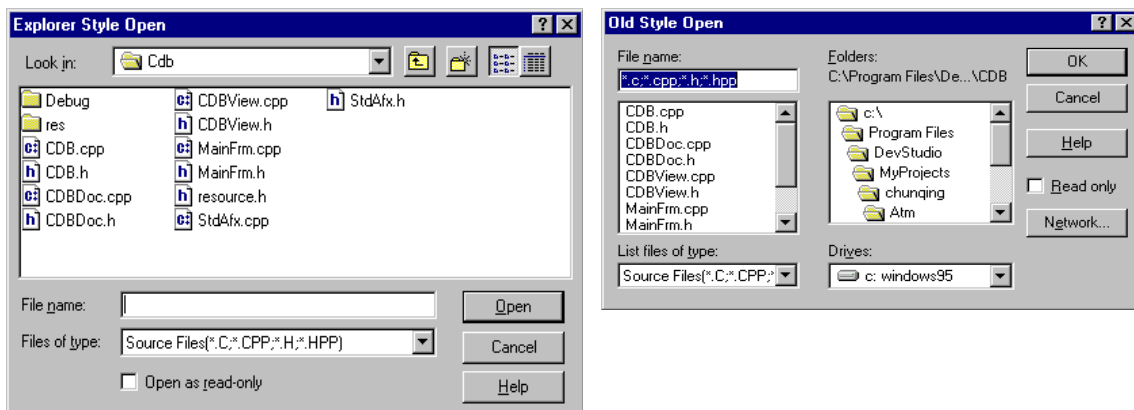 Explorer Style Open
Look in:
Cdb
Debug
res
CDB.cpp
CDB.h
CDBDoc.cpp
CDBDoc.h
CDBView.cpp
CDBView.h
MainFrm.cpp
MainFrm.h
resource.h
StdAfx.cpp
StdAfx.h
File name:
Open
Files of type:
Source Files(*.C;*.CPP;*.H;*.HPP)
Cancel
Open as read-only
Help
Old Style Open
File name:
*.c;*.cpp;*.h;*.hpp
CDB.cpp
CDB.h
CDBDoc.cpp
CDBDoc.h
CDBView.cpp
CDBView.h
MainFrm.cpp
MainFrm.h
List files of type:
Source Files(*.C;*.CPP;*
Folders:
C:\Program Files\De...\CDB
c:\
Program Files
DevStudio
MyProjects
chunqing
Atm
Drives:
c: windows95
OK
Cancel
Help
Read only
Network...